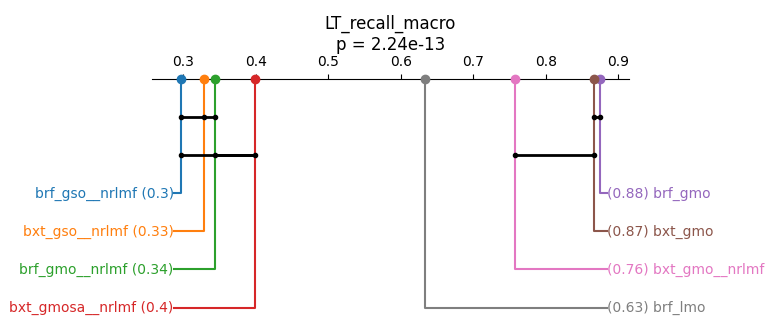 LT_recall_macro
p = 2.24e-13
0.3 0.4 0.5 0.6 0.7 0.8 0.9
brf_gso__nrlmf (0.3)
(0.88) brf_gmo
bxt_gso__nrlmf (0.33)
(0.87) bxt_gmo
brf_gmo__nrlmf (0.34)
(0.76) bxt_gmo__nrlmf
bxt_gmosa__nrlmf (0.4)
(0.63) brf_lmo